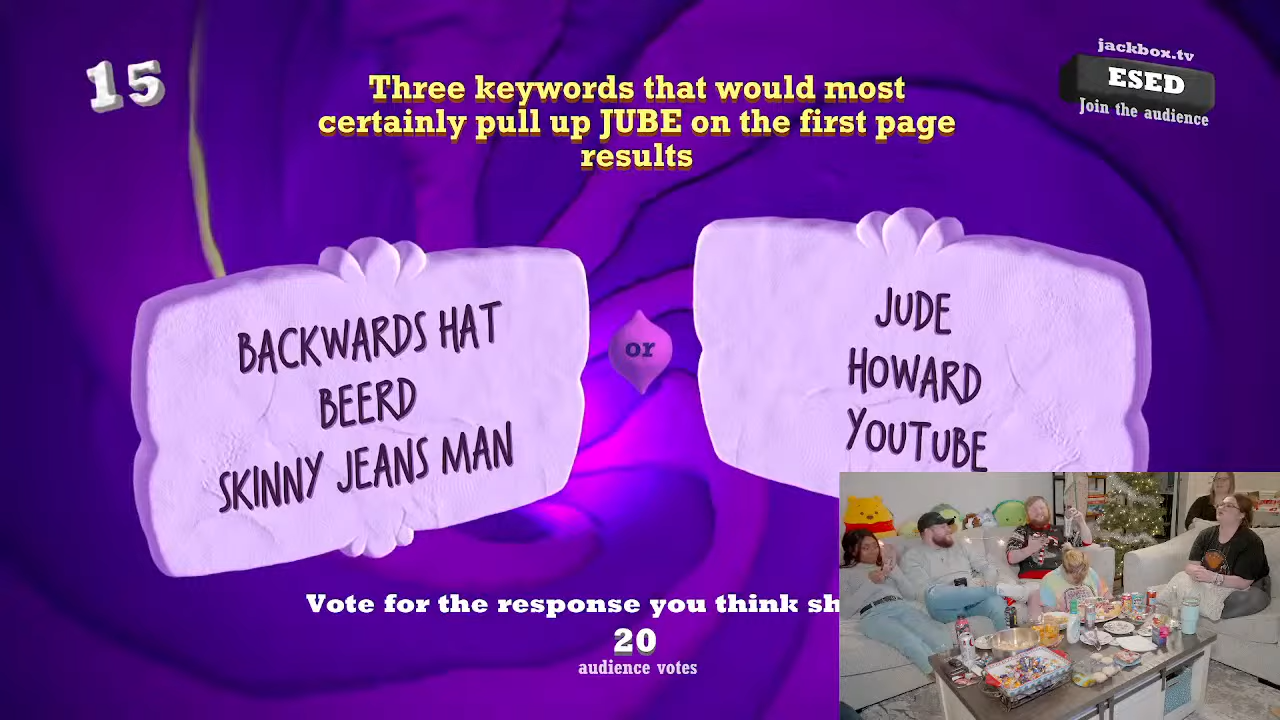 15
jackbox.tv
ESED
Join the audience
Three keywords that would most
certainly pull up JUBE on the first page
results
BACKWARDS HAT
BEERD
SKINNY JEANS MAN
or
JUDE
HOWARD
YOUTUBE
Vote for the response you think sh
20
audience votes